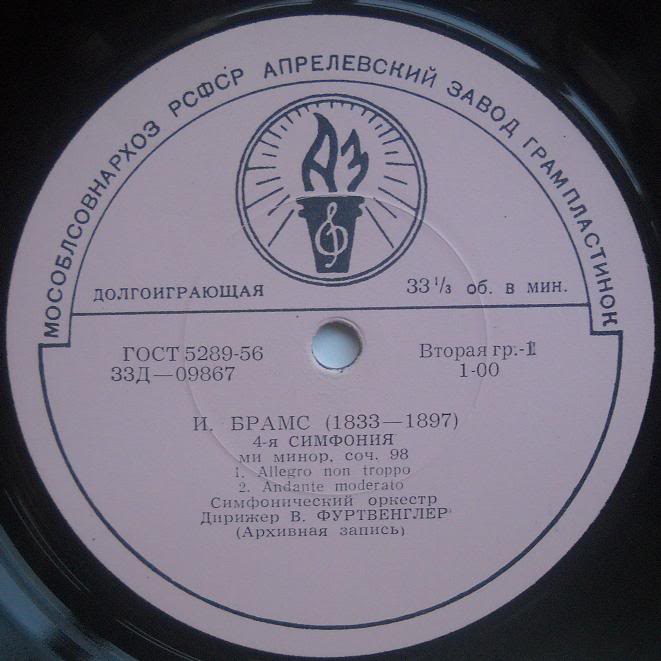 МОСОБЛСОВНАРХОЗ РСФСР АПРЕЛЕВСКИЙ ЗАВОД ГРАМПЛАСТИНОК
АЗ
ДОЛГОИГРАЮЩАЯ
33 1/3 об. в мин.
ГОСТ 5289-56
Вторая гр.-1
33Д—09867
1-00
И. БРАМС (1833—1897)
4-я СИМФОНИЯ
ми минор, соч. 98
1. Allegro non troppo
2. Andante moderato
Симфонический оркестр
Дирижер В. ФУРТВЕНГЛЕР
(Архивная запись)